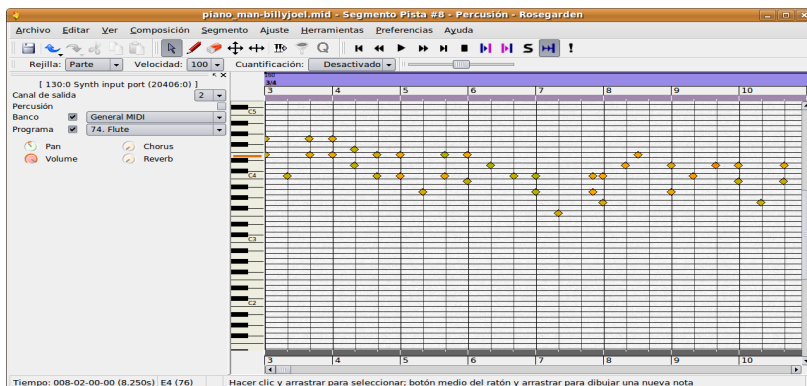 piano_man-billyjoel.mid - Segmento Pista #8 - Percusión - Rosegarden
Archivo Editar Ver Composición Segmento Ajuste Herramientas Preferencias Ayuda
Rejilla: Parte Velocidad: 100 Cuantificación: Desactivado
[ 130:0 Synth input port (20406:0) ]
Canal de salida 2
Percusión
Banco General MIDI
Programa 74. Flute
Pan Chorus
Volume Reverb
160
3/4
3 4 5 6 7 8 9 10
C5
C4
C3
C2
3 4 5 6 7 8 9 10
Tiempo: 008-02-00-00 (8.250s) E4 (76) Hacer clic y arrastrar para seleccionar; botón medio del ratón y arrastrar para dibujar una nueva nota